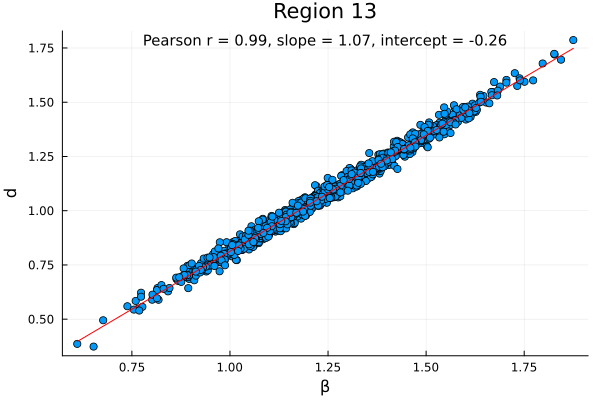 Region 13
Pearson r = 0.99, slope = 1.07, intercept = -0.26
1.75
1.50
1.25
1.00
0.75
0.50
d
0.75 1.00 1.25 1.50 1.75
β